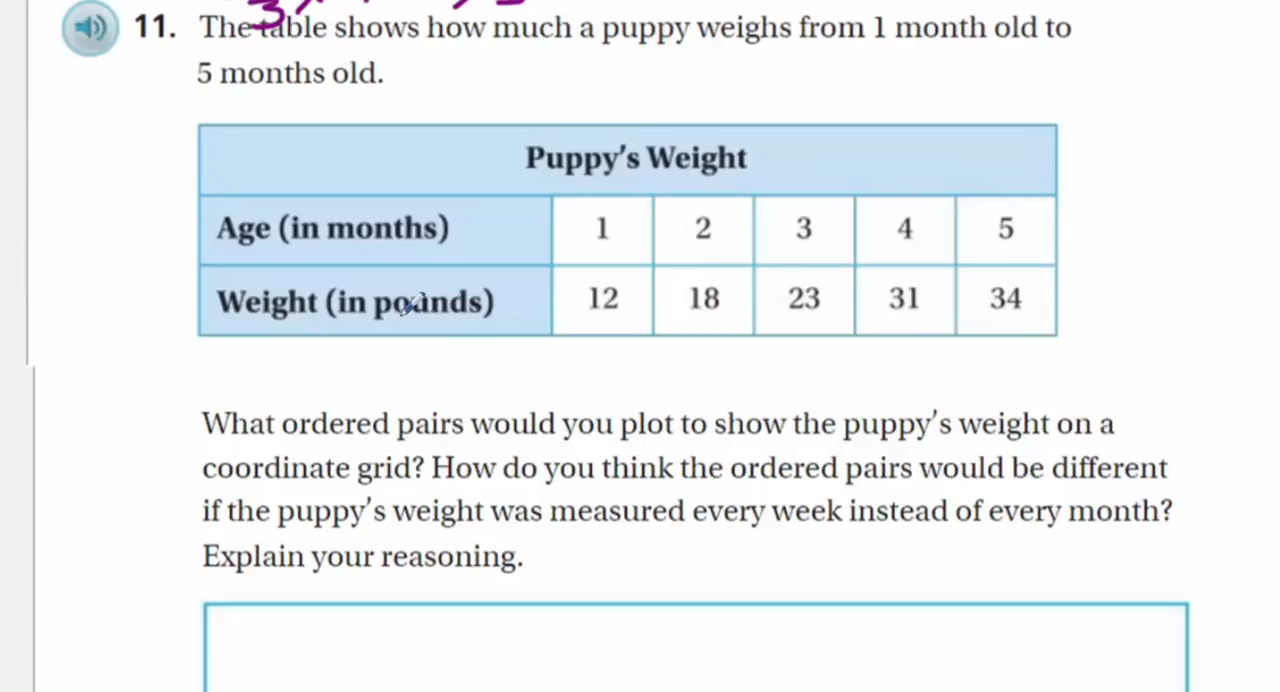 11. The table shows how much a puppy weighs from 1 month old to
5 months old.
Puppy's Weight
Age (in months) 1 2 3 4 5
Weight (in pounds) 12 18 23 31 34
What ordered pairs would you plot to show the puppy's weight on a
coordinate grid? How do you think the ordered pairs would be different
if the puppy's weight was measured every week instead of every month?
Explain your reasoning.